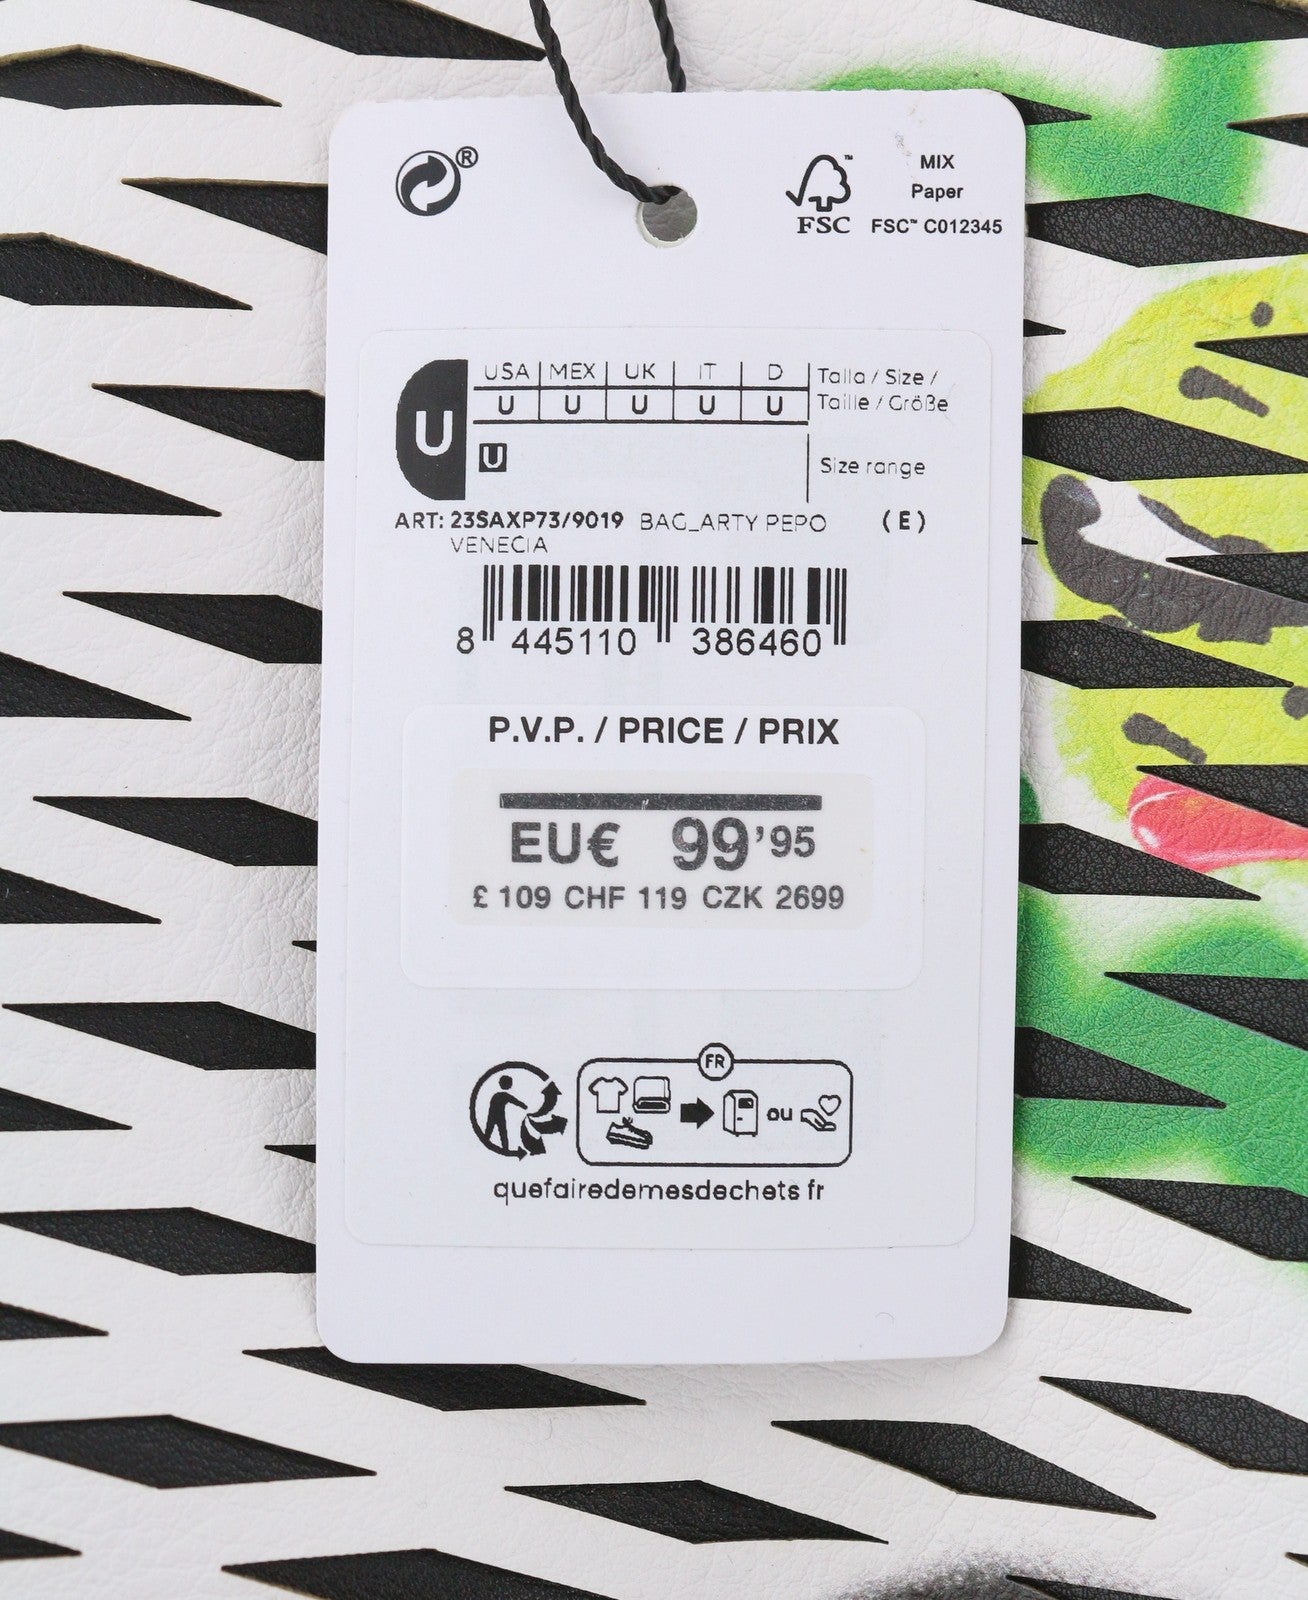 ®
MIX
Paper
FSC™ FSC™ C012345
USA MEX UK IT D Talla / Size /
U U U U U Taille / Größe
U
U Size range
ART: 23SAXP73/9019 BAG_ARTY PEPO (E)
VENECIA
8 445110 386460
P.V.P. / PRICE / PRIX
EU€ 99'95
£ 109 CHF 119 CZK 2699
FR
ou
quefairedemesdechets fr